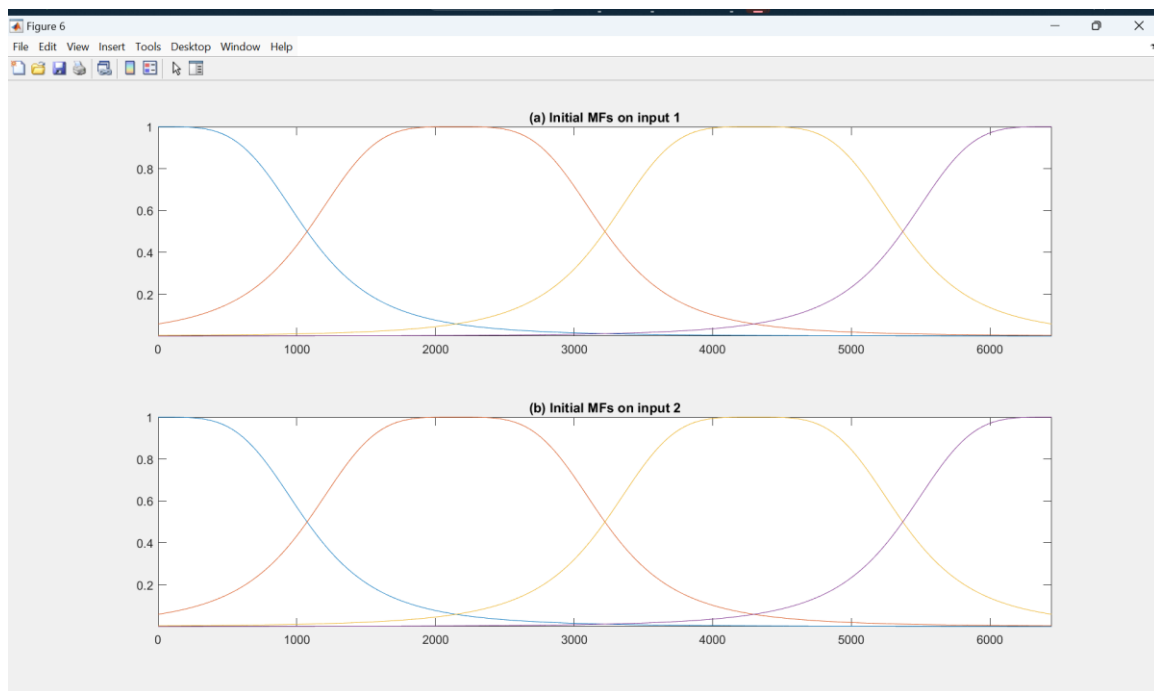 Figure 6
File Edit View Insert Tools Desktop Window Help
(a) Initial MFs on input 1
1
0.8
0.6
0.4
0.2
0 1000 2000 3000 4000 5000 6000
(b) Initial MFs on input 2
1
0.8
0.6
0.4
0.2
0 1000 2000 3000 4000 5000 6000